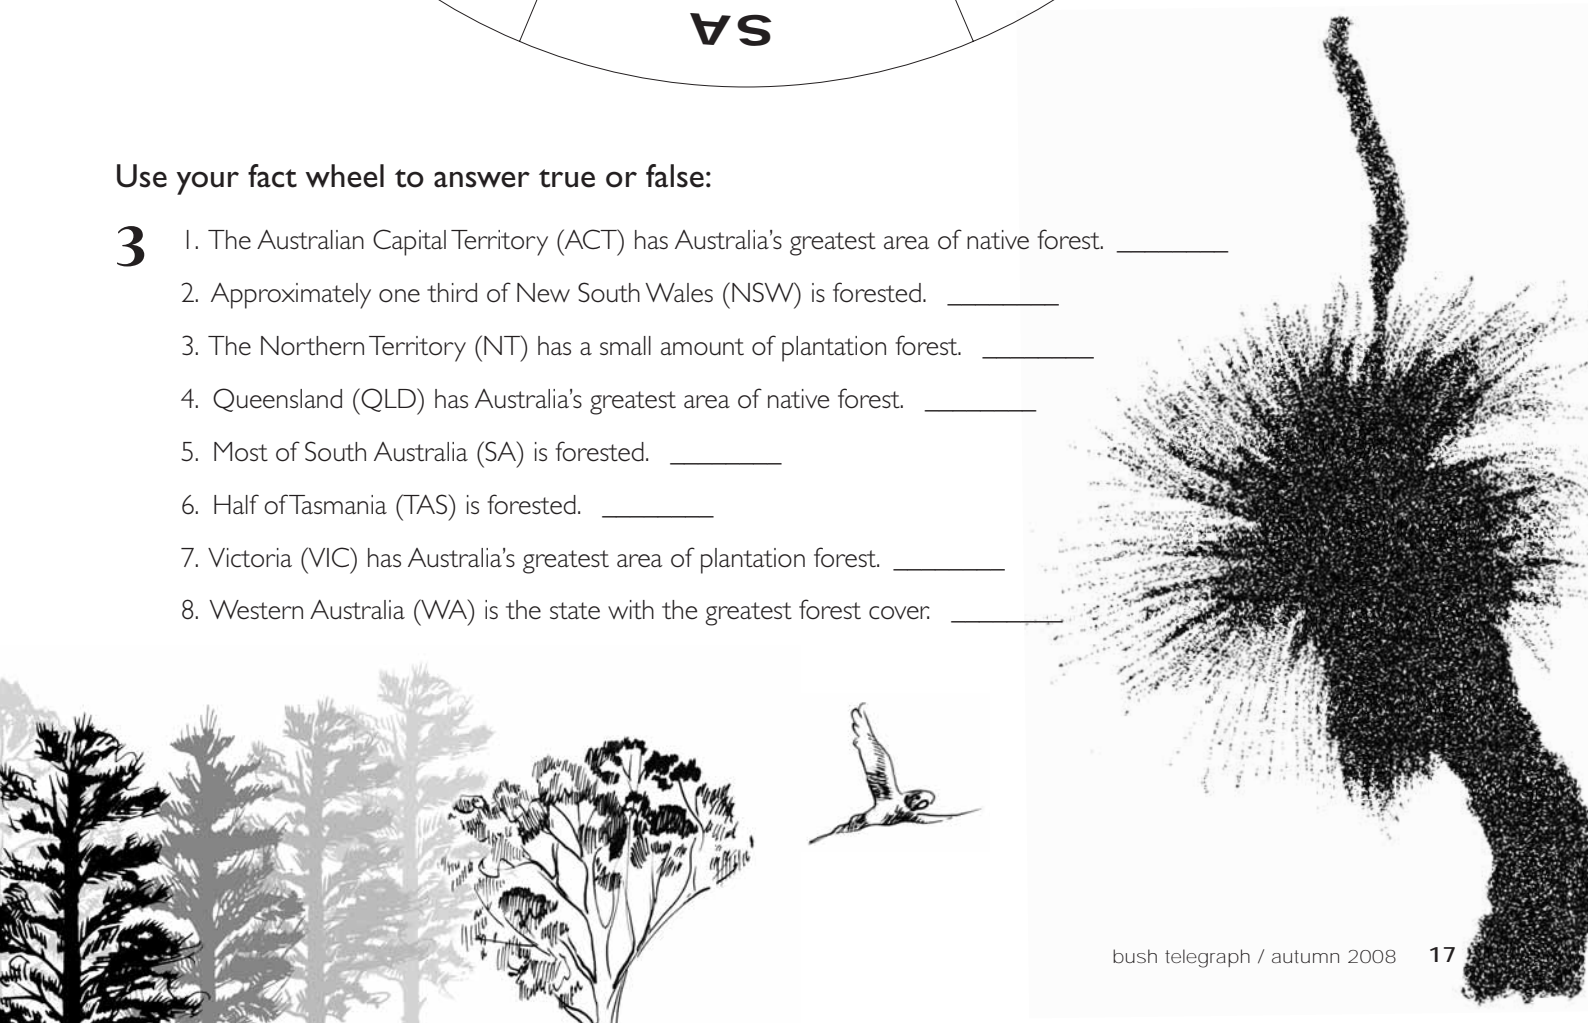 SA
Use your fact wheel to answer true or false:
3
1. The Australian Capital Territory (ACT) has Australia's greatest area of native forest. ________
2. Approximately one third of New South Wales (NSW) is forested. ________
3. The Northern Territory (NT) has a small amount of plantation forest. ________
4. Queensland (QLD) has Australia's greatest area of native forest. ________
5. Most of South Australia (SA) is forested. ________
6. Half of Tasmania (TAS) is forested. ________
7. Victoria (VIC) has Australia's greatest area of plantation forest. ________
8. Western Australia (WA) is the state with the greatest forest cover. ________
bush telegraph / autumn 2008 17